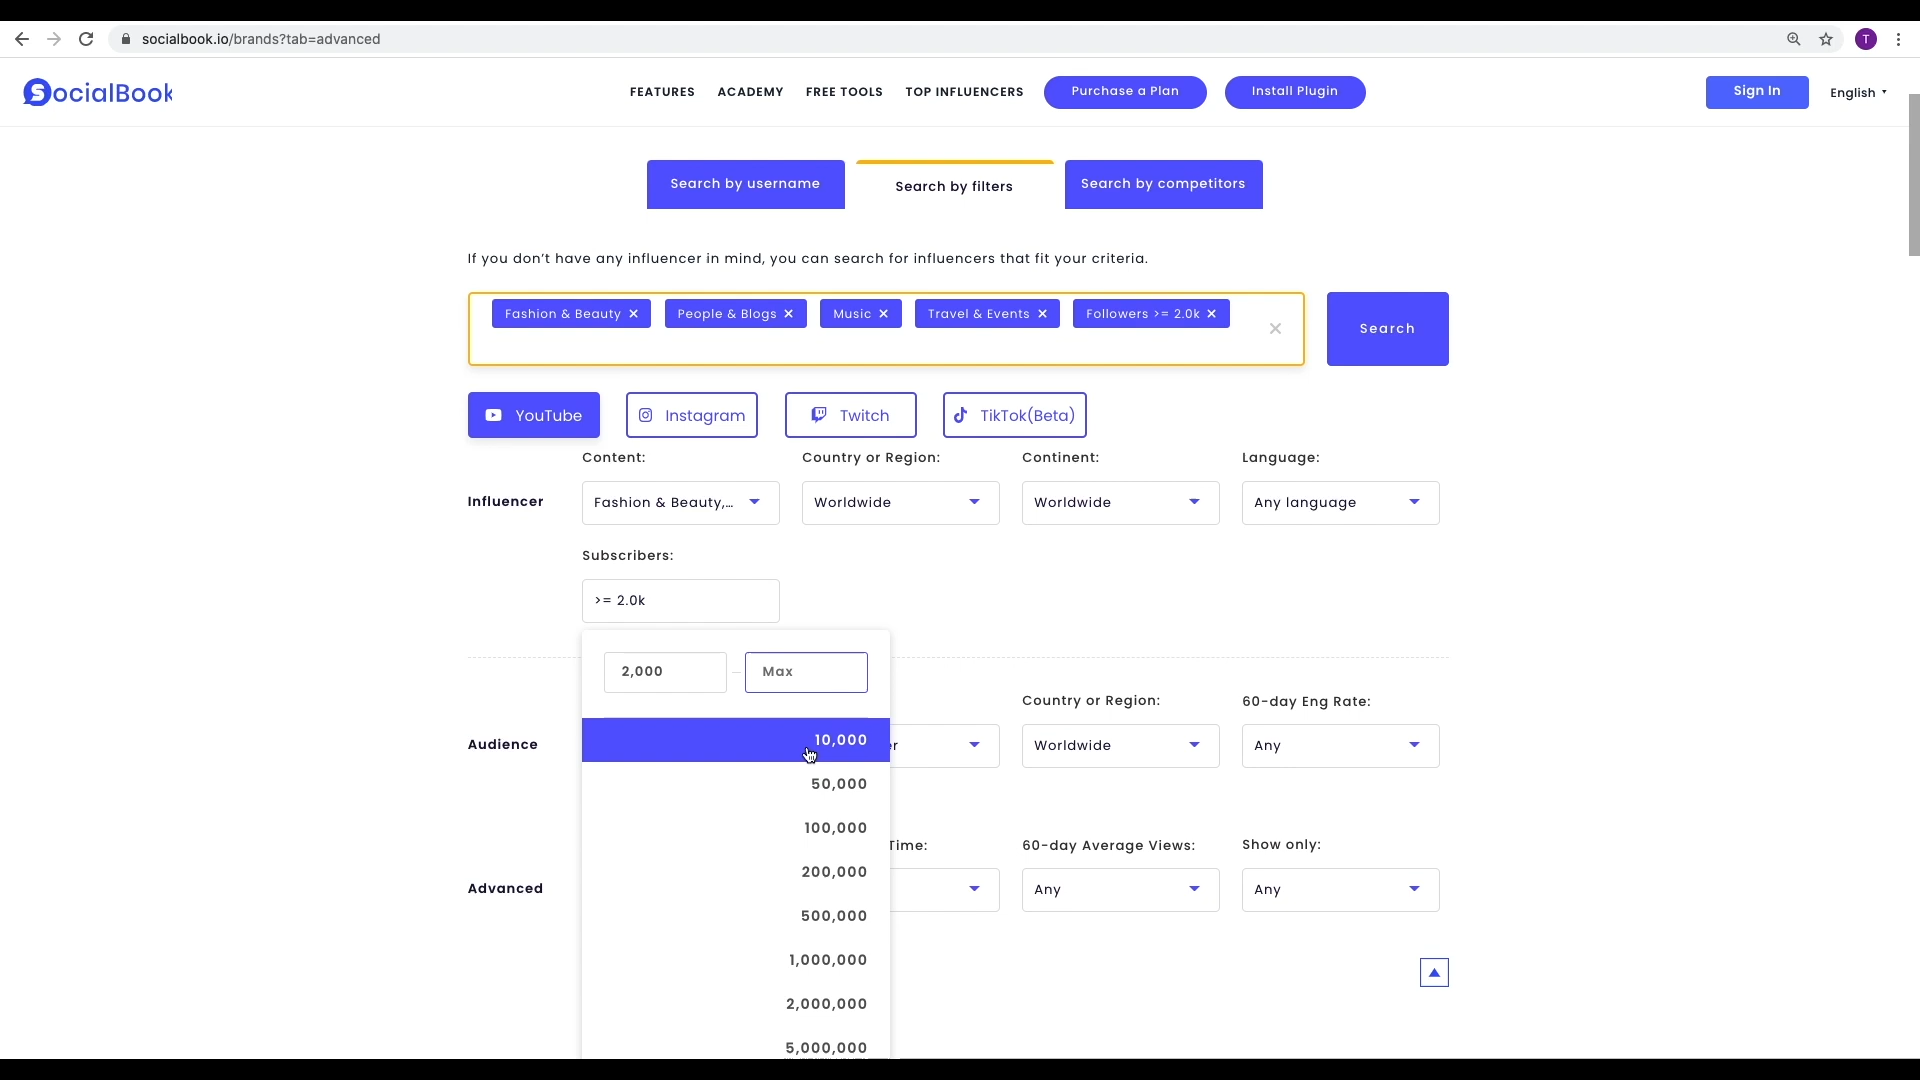 socialbook.io/brands?tab=advanced
T
SocialBook
FEATURES
ACADEMY
FREE TOOLS
TOP INFLUENCERS
Purchase a Plan
Install Plugin
Sign In
English
Search by username
Search by filters
Search by competitors
If you don't have any influencer in mind, you can search for influencers that fit your criteria.
Fashion & Beauty
People & Blogs
Music
Travel & Events
Followers >= 2.0k
Search
YouTube
Instagram
Twitch
TikTok(Beta)
Content:
Country or Region:
Continent:
Language:
Influencer
Fashion & Beauty,...
Worldwide
Worldwide
Any language
Subscribers:
>= 2.0k
2,000
Max
10,000
50,000
100,000
200,000
500,000
1,000,000
2,000,000
5,000,000
Country or Region:
60-day Eng Rate:
Audience
Worldwide
Any
Time:
60-day Average Views:
Show only:
Advanced
Any
Any